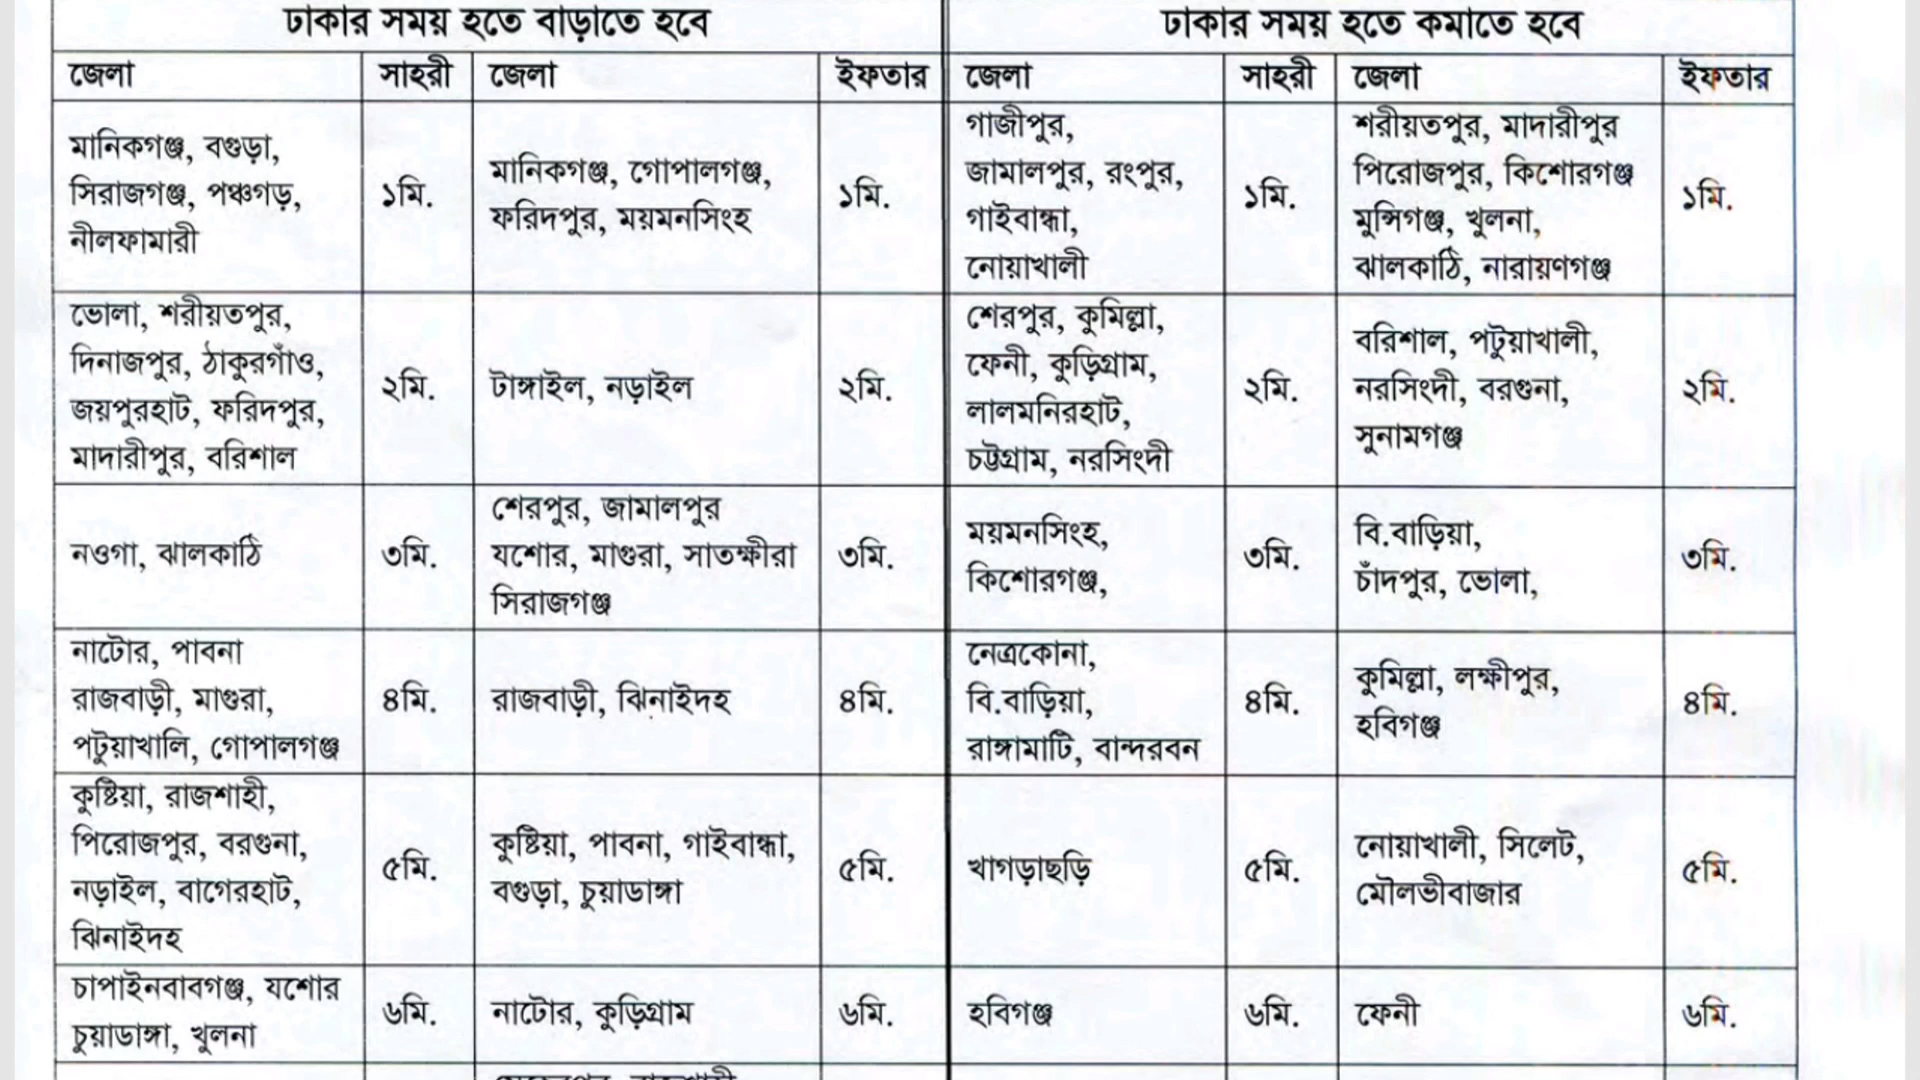 ঢাকার সময় হতে বাড়াতে হবে
ঢাকার সময় হতে কমাতে হবে
জেলা সাহরী জেলা ইফতার জেলা সাহরী জেলা ইফতার
মানিকগঞ্জ, বগুড়া,
সিরাজগঞ্জ, পঞ্চগড়,
নীলফামারী
১মি.
মানিকগঞ্জ, গোপালগঞ্জ,
ফরিদপুর, ময়মনসিংহ
১মি.
গাজীপুর,
জামালপুর, রংপুর,
গাইবান্ধা,
নোয়াখালী
১মি.
শরীয়তপুর, মাদারীপুর
পিরোজপুর, কিশোরগঞ্জ
মুন্সিগঞ্জ, খুলনা,
ঝালকাঠি, নারায়ণগঞ্জ
১মি.
ভোলা, শরীয়তপুর,
দিনাজপুর, ঠাকুরগাঁও,
জয়পুরহাট, ফরিদপুর,
মাদারীপুর, বরিশাল
২মি.
টাঙ্গাইল, নড়াইল
২মি.
শেরপুর, কুমিল্লা,
ফেনী, কুড়িগ্রাম,
লালমনিরহাট,
চট্টগ্রাম, নরসিংদী
২মি.
বরিশাল, পটুয়াখালী,
নরসিংদী, বরগুনা,
সুনামগঞ্জ
২মি.
নওগা, ঝালকাঠি
৩মি.
শেরপুর, জামালপুর
যশোর, মাগুরা, সাতক্ষীরা
সিরাজগঞ্জ
৩মি.
ময়মনসিংহ,
কিশোরগঞ্জ,
৩মি.
বি.বাড়িয়া,
চাঁদপুর, ভোলা,
৩মি.
নাটোর, পাবনা
রাজবাড়ী, মাগুরা,
পটুয়াখালি, গোপালগঞ্জ
৪মি.
রাজবাড়ী, ঝিনাইদহ
৪মি.
নেত্রকোনা,
বি.বাড়িয়া,
রাঙ্গামাটি, বান্দরবন
৪মি.
কুমিল্লা, লক্ষীপুর,
হবিগঞ্জ
৪মি.
কুষ্টিয়া, রাজশাহী,
পিরোজপুর, বরগুনা,
নড়াইল, বাগেরহাট,
ঝিনাইদহ
৫মি.
কুষ্টিয়া, পাবনা, গাইবান্ধা,
বগুড়া, চুয়াডাঙ্গা
৫মি.
খাগড়াছড়ি
৫মি.
নোয়াখালী, সিলেট,
মৌলভীবাজার
৫মি.
চাপাইনবাবগঞ্জ, যশোর
চুয়াডাঙ্গা, খুলনা
৬মি.
নাটোর, কুড়িগ্রাম
৬মি.
হবিগঞ্জ
৬মি.
ফেনী
৬মি.